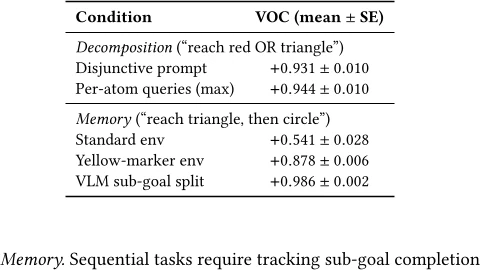 Condition VOC (mean ± SE)
Decomposition (“reach red OR triangle”)
Disjunctive prompt +0.931 ± 0.010
Per-atom queries (max) +0.944 ± 0.010
Memory (“reach triangle, then circle”)
Standard env +0.541 ± 0.028
Yellow-marker env +0.878 ± 0.006
VLM sub-goal split +0.986 ± 0.002
Memory. Sequential tasks require tracking sub-goal completion